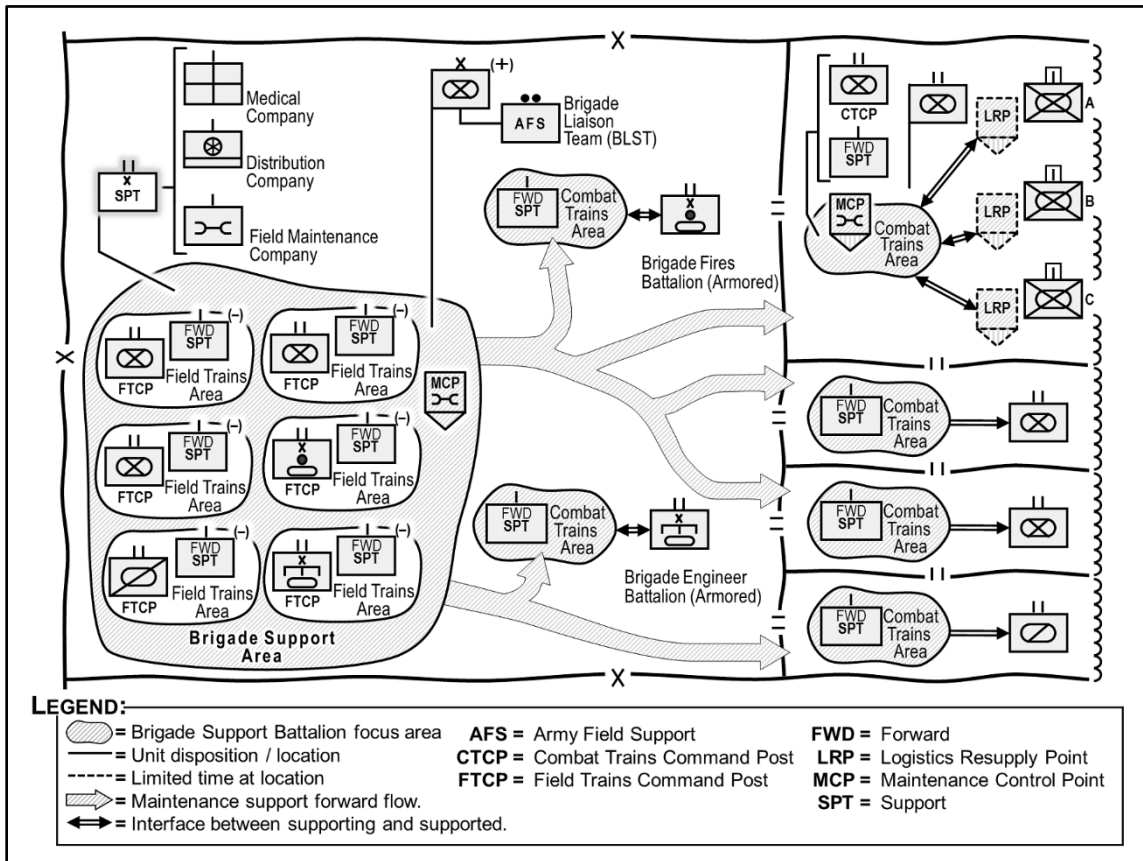 X
Medical
Company
Distribution
Company
Field Maintenance
Company
X
SPT
X
(+)
AFS
Brigade
Liaison
Team (BLST)
FWD
SPT
Combat
Trains
Area
X
Brigade Fires
Battalion (Armored)
CTCP
FWD
SPT
MCP
Combat
Trains
Area
LRP
A
LRP
B
LRP
C
X
FWD
SPT
(–)
FTCP
Field Trains
Area
FWD
SPT
(–)
FTCP
Field Trains
Area
MCP
FWD
SPT
(–)
FTCP
Field Trains
Area
X
FWD
SPT
(–)
FTCP
Field Trains
Area
FWD
SPT
(–)
FTCP
Field Trains
Area
X
FWD
SPT
(–)
FTCP
Field Trains
Area
Brigade Support
Area
FWD
SPT
Combat
Trains
Area
X
Brigade Engineer
Battalion (Armored)
FWD
SPT
Combat
Trains
Area
FWD
SPT
Combat
Trains
Area
FWD
SPT
Combat
Trains
Area
X
LEGEND:
= Brigade Support Battalion focus area
= Unit disposition / location
= Limited time at location
= Maintenance support forward flow.
= Interface between supporting and supported.
AFS = Army Field Support
CTCP = Combat Trains Command Post
FTCP = Field Trains Command Post
FWD = Forward
LRP = Logistics Resupply Point
MCP = Maintenance Control Point
SPT = Support